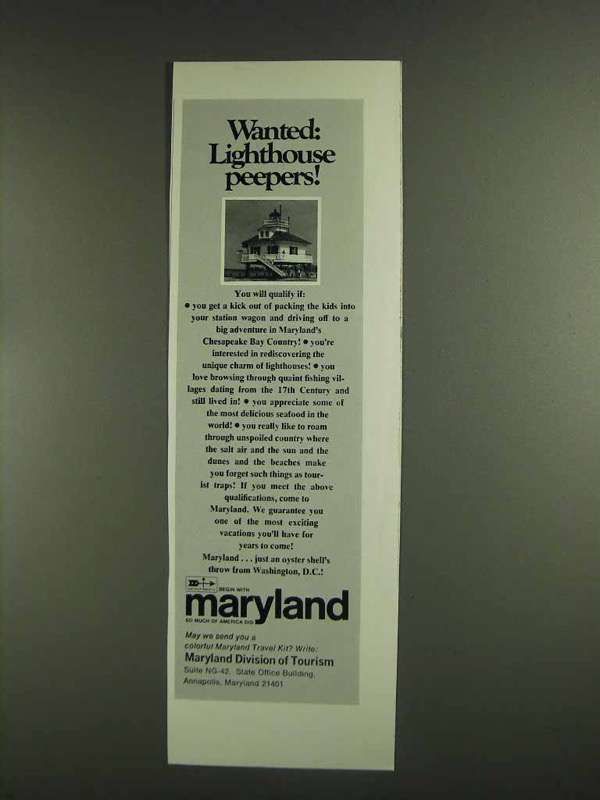 Wanted:
Lighthouse
peepers!
You will qualify if:
● you get a kick out of packing the kids into
your station wagon and driving off to a
big adventure in Maryland's
Chesapeake Bay Country! ● you're
interested in rediscovering the
unique charm of lighthouses! ● you
love browsing through quaint fishing vil-
lages dating from the 17th Century and
still lived in! ● you appreciate some of
the most delicious seafood in the
world! ● you really like to roam
through unspoiled country where
the salt air and the sun and the
dunes and the beaches make
you forget such things as tour-
ist traps! If you meet the above
qualifications, come to
Maryland. We guarantee you
one of the most exciting
vacations you'll have for
years to come!
Maryland . . . just an oyster shell's
throw from Washington, D.C.!
BEGIN WITH
maryland
SO MUCH OF AMERICA DID
May we send you a
colorful Maryland Travel Kit? Write:
Maryland Division of Tourism
Suite NG-42, State Office Building,
Annapolis, Maryland 21401